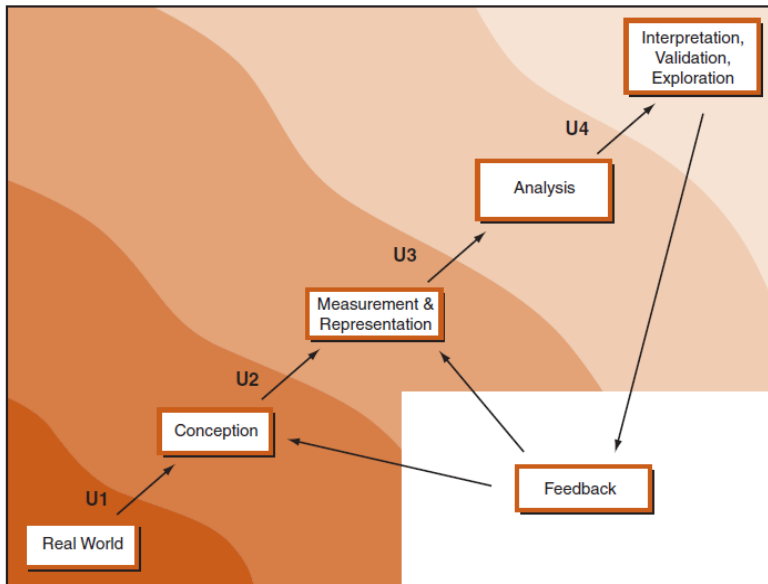 Interpretation,
Validation,
Exploration
U4
Analysis
U3
Measurement &
Representation
U2
Conception
U1
Feedback
Real World